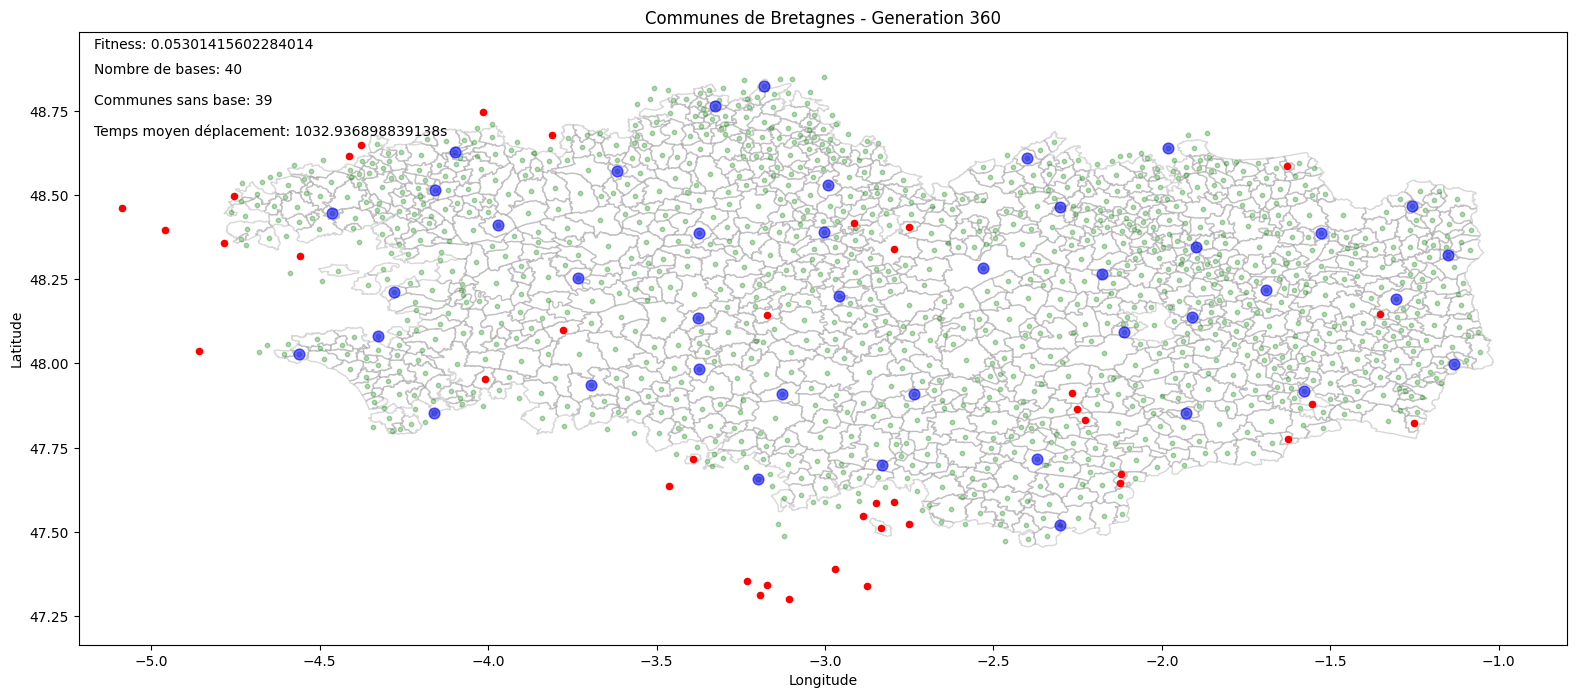 Communes de Bretagnes - Generation 360
Fitness: 0.05301415602284014
Nombre de bases: 40
Communes sans base: 39
Temps moyen déplacement: 1032.936898839138s
Latitude
48.75
48.50
48.25
48.00
47.75
47.50
47.25
−5.0 −4.5 −4.0 −3.5 −3.0 −2.5 −2.0 −1.5 −1.0
Longitude